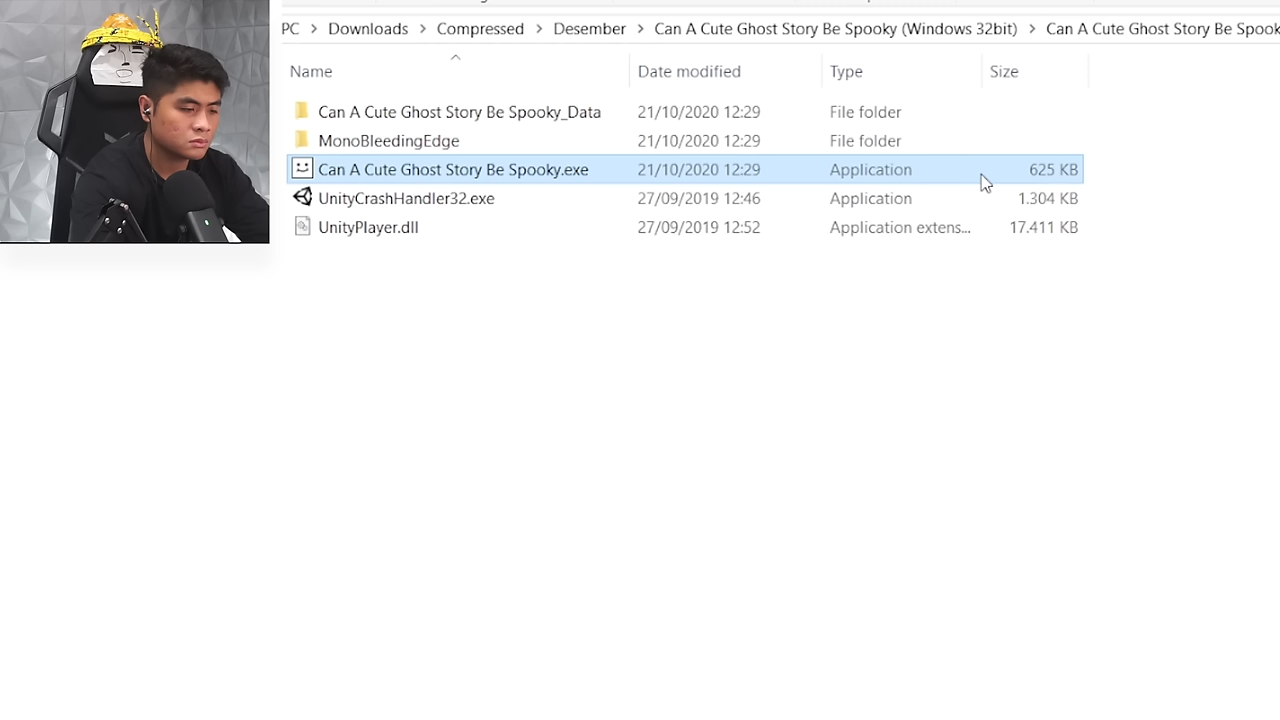 PC > Downloads > Compressed > Desember > Can A Cute Ghost Story Be Spooky (Windows 32bit) > Can A Cute Ghost Story Be Spook
Name Date modified Type Size
Can A Cute Ghost Story Be Spooky_Data 21/10/2020 12:29 File folder
MonoBleedingEdge 21/10/2020 12:29 File folder
Can A Cute Ghost Story Be Spooky.exe 21/10/2020 12:29 Application 625 KB
UnityCrashHandler32.exe 27/09/2019 12:46 Application 1.304 KB
UnityPlayer.dll 27/09/2019 12:52 Application extens... 17.411 KB